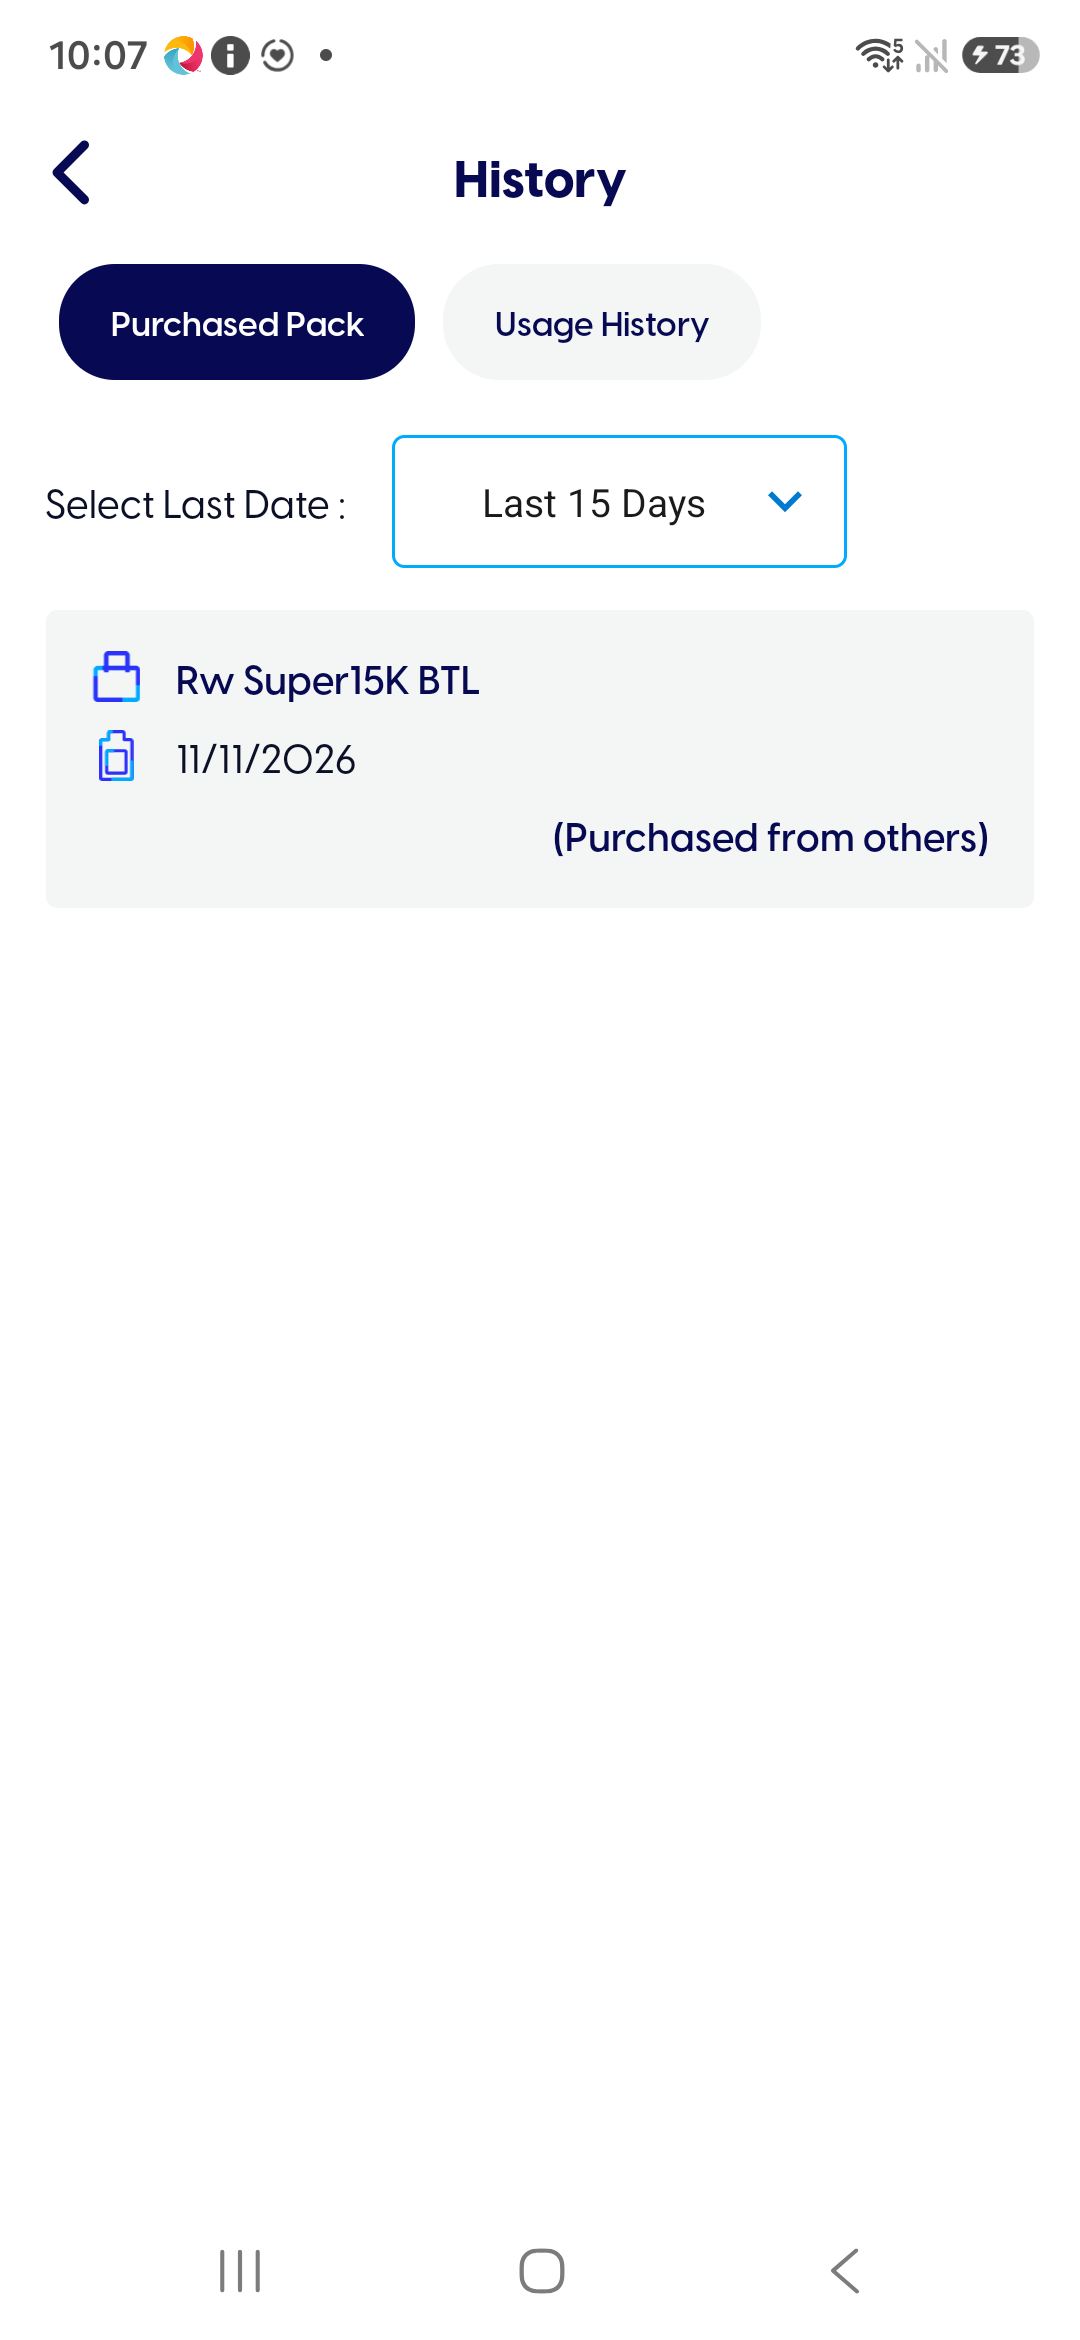 10:07
5
73
History
Purchased Pack
Usage History
Select Last Date :
Last 15 Days
Rw Super15K BTL
11/11/2026
(Purchased from others)